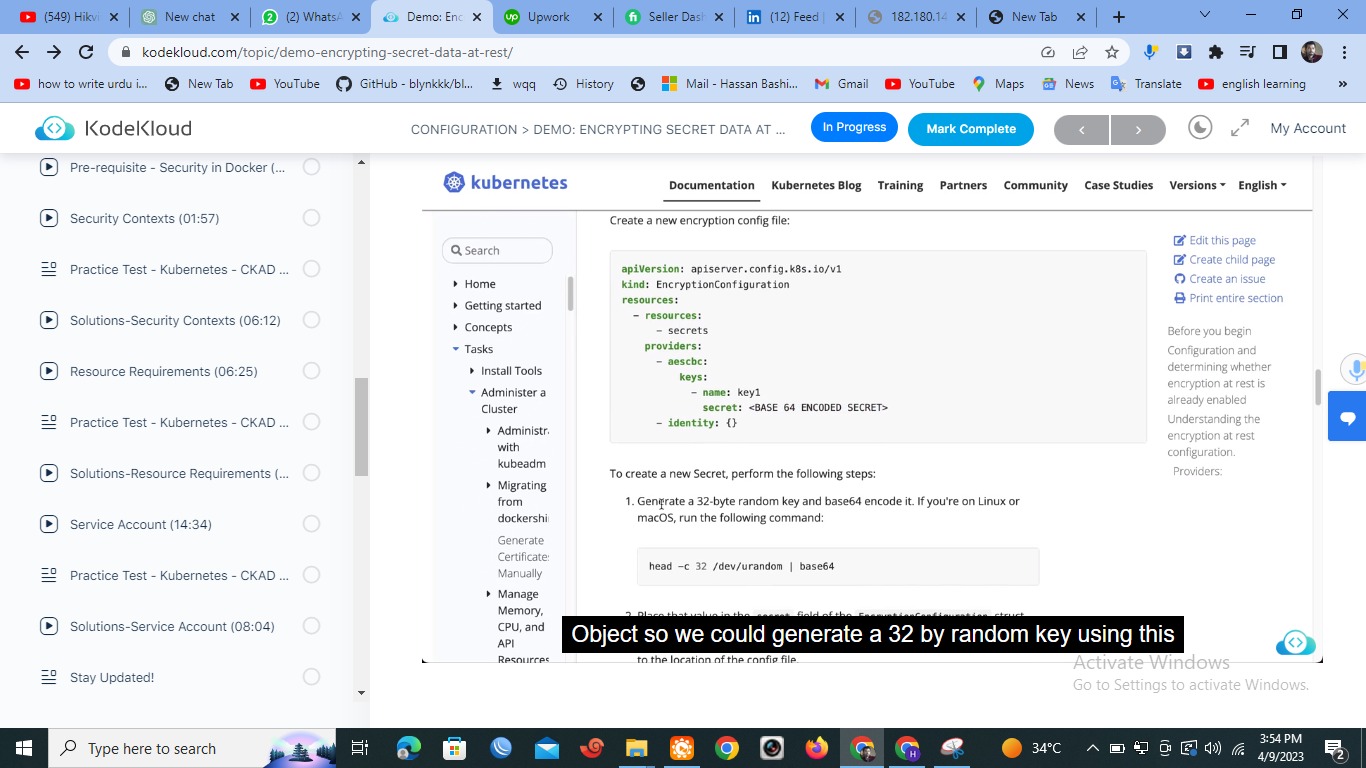 (549) Hikvi
New chat
(2) WhatsA
Demo: Enc
Upwork
Seller Dash
(12) Feed |
182.180.14
New Tab
kodekloud.com/topic/demo-encrypting-secret-data-at-rest/
how to write urdu i...
New Tab
YouTube
GitHub - blynkkk/bl...
wqq
History
Mail - Hassan Bashi...
Gmail
YouTube
Maps
News
Translate
english learning
»
KodeKloud
CONFIGURATION > DEMO: ENCRYPTING SECRET DATA AT ...
In Progress
Mark Complete
My Account
Pre-requisite - Security in Docker (...
Security Contexts (01:57)
Practice Test - Kubernetes - CKAD ...
Solutions-Security Contexts (06:12)
Resource Requirements (06:25)
Practice Test - Kubernetes - CKAD ...
Solutions-Resource Requirements (...
Service Account (14:34)
Practice Test - Kubernetes - CKAD ...
Solutions-Service Account (08:04)
Stay Updated!
kubernetes
Documentation
Kubernetes Blog
Training
Partners
Community
Case Studies
Versions
English
Search
Home
Getting started
Concepts
Tasks
Install Tools
Administer a
Cluster
Administra
with
kubeadm
Migrating
from
dockershi
Generate
Certificates
Manually
Manage
Memory,
CPU, and
API
Resources
Create a new encryption config file:
apiVersion: apiserver.config.k8s.io/v1
kind: EncryptionConfiguration
resources:
- resources:
- secrets
providers:
- aescbc:
keys:
- name: key1
secret: <BASE 64 ENCODED SECRET>
- identity: {}
To create a new Secret, perform the following steps:
1. Generate a 32-byte random key and base64 encode it. If you're on Linux or
macOS, run the following command:
head -c 32 /dev/urandom | base64
2. Place that value in the secret field of the EncryptionConfiguration struct.
to the location of the config file.
Object so we could generate a 32 by random key using this
Edit this page
Create child page
Create an issue
Print entire section
Before you begin
Configuration and
determining whether
encryption at rest is
already enabled
Understanding the
encryption at rest
configuration.
Providers:
Activate Windows
Go to Settings to activate Windows.
Type here to search
34°C
3:54 PM
4/9/2023
2